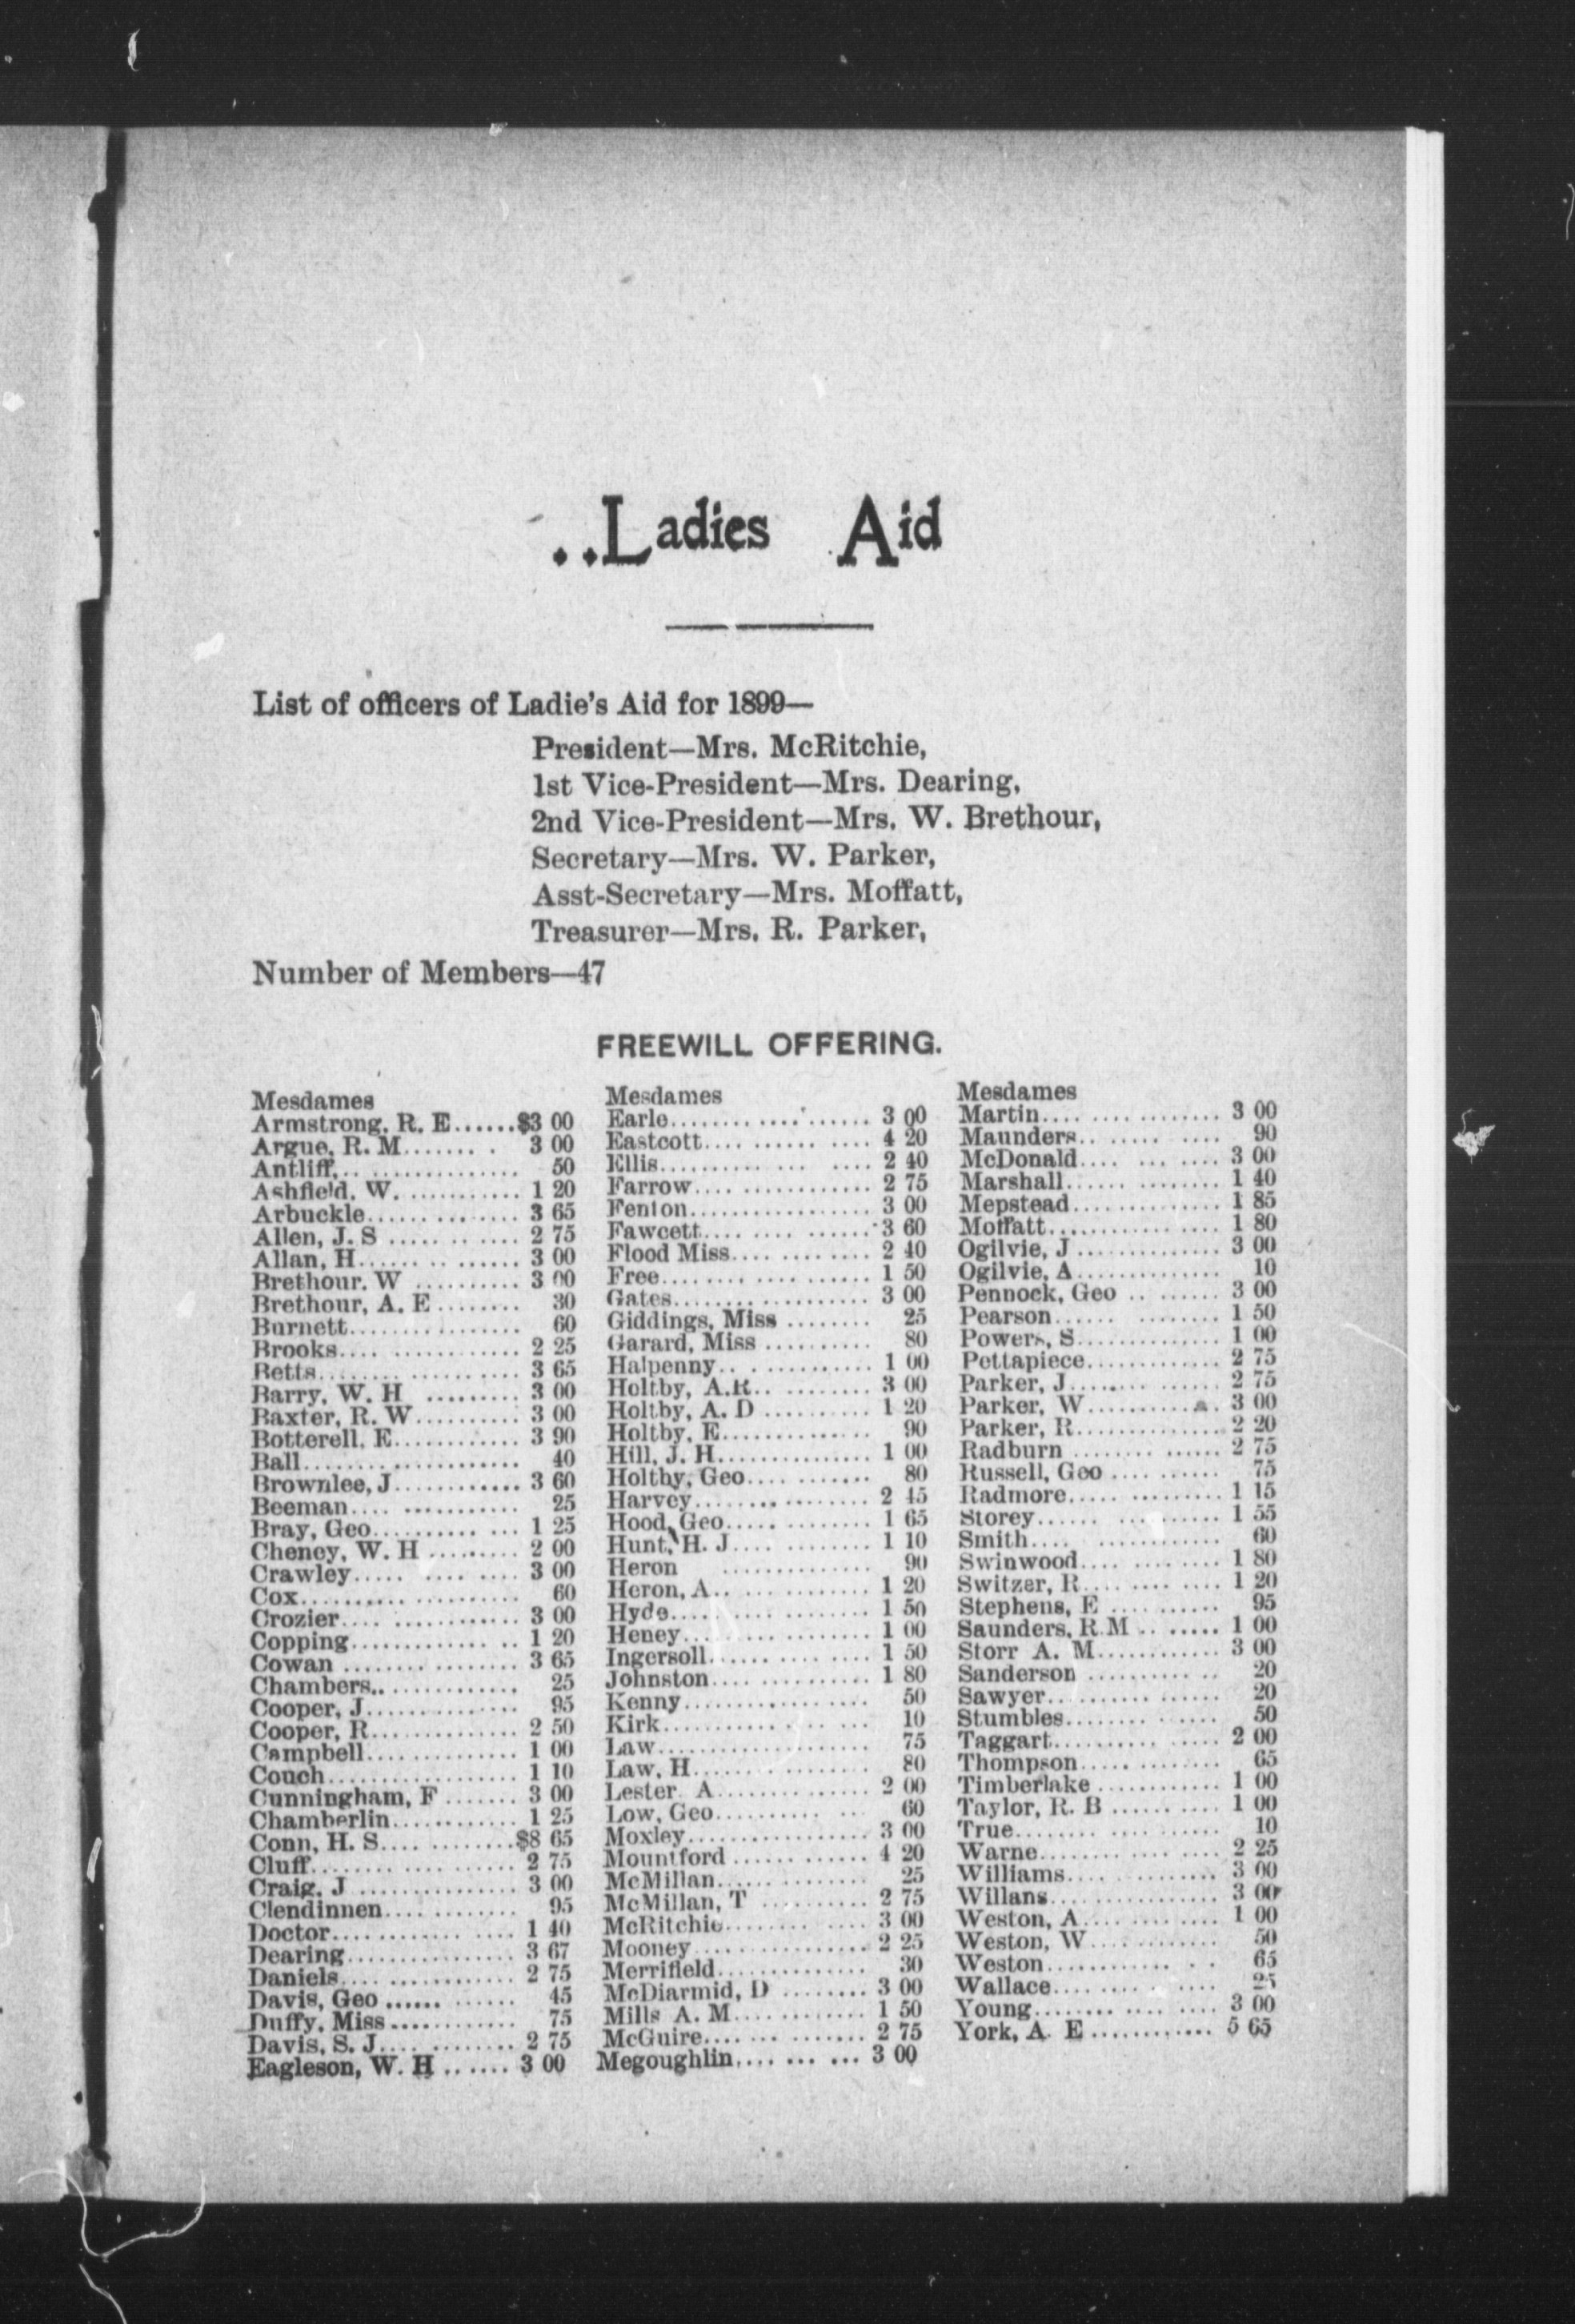 ..Ladies Aid
List of officers of Ladie's Aid for 1899—
President—Mrs. McRitchie,
1st Vice-President—Mrs. Dearing,
2nd Vice-President—Mrs. W. Brethour,
Secretary—Mrs. W. Parker,
Asst-Secretary—Mrs. Moffatt,
Treasurer—Mrs. R. Parker,
Number of Members—47
FREEWILL OFFERING.
Mesdames
Armstrong, R. E......$3 00
Argue, R. M....... . 3 00
Antliff... .............. 50
Ashfield, W. ........... 1 20
Arbuckle............... 3 65
Allen, J. S ............ 2 75
Allan, H............... 3 00
Brethour. W .......... 3 00
Brethour, A. E........ 30
Burnett................ 60
Brooks.... ............ 2 25
Betts.................. 3 65
Barry, W. H ......... 3 00
Baxter, R. W.......... 3 00
Botterell, E............ 3 90
Ball.................... 40
Brownlee, J............ 3 60
Beeman.... ........... 25
Bray, Geo.......... ... 1 25
Cheney, W. H ......... 2 00
Crawley..... .... .... 3 00
Cox.................... 60
Crozier.... ............ 3 00
Copping............. .. 1 20
Cowan ................ 3 65
Chambers.. ............ 25
Cooper, J.............. 95
Cooper, R............. 2 50
Campbell.............. 1 00
Couch.................. 1 10
Cunningham, F ....... 3 00
Chamberlin............ 1 25
Conn, H. S.... ........$8 65
Cluff................... 2 75
Craig, J ............... 3 00
Clendinnen............. 95
Doctor............ .... 1 40
Dearing................ 3 67
Daniels.... ............ 2 75
Davis, Geo ...... ...... 45
Duffy, Miss............ 75
Davis, S. J.... ........ 2 75
Eagleson, W. H ...... 3 00
Mesdames
Earle................... 3 00
Eastcott.... ...... .... 4 20
Ellis.......... ... .... 2 40
Farrow................. 2 75
Fenton................. 3 00
Fawcett.... .... ...... 3 60
Flood Miss............. 2 40
Free.................... 1 50
Gates................... 3 00
Giddings, Miss ........ 25
Garard, Miss .......... 80
Halpenny.. ............ 1 00
Holtby, A.R.. ......... 3 00
Holtby, A. D .......... 1 20
Holtby, E.............. 90
Hill, J. H.............. 1 00
Holtby, Geo............ 80
Harvey................. 2 45
Hood, Geo.............. 1 65
Hunt, H. J.... ........ 1 10
Heron .............. 90
Heron, A.. ............ 1 20
Hyde.... .............. 1 50
Heney.... ............. 1 00
Ingersoll............... 1 50
Johnston............... 1 80
Kenny.................. 50
Kirk............... ... 10
Law.................... 75
Law, H................. 80
Lester A............... 2 00
Low, Geo.......... ... 60
Moxley................. 3 00
Mountford ............ 4 20
McMillan.............. 25
McMillan, T .......... 2 75
McRitchie........ .... 3 00
Mooney................ 2 25
Merrifield.............. 30
McDiarmid, D ........ 3 00
Mills A. M............. 1 50
McGuire............... 2 75
Megoughlin.... ... ... 3 00
Mesdames
Martin.... ............ 3 00
Maunders.. ...... .... 90
McDonald.... ... .... 3 00
Marshall............... 1 40
Mepstead.............. 1 85
Moffatt................ 1 80
Ogilvie, J ............. 3 00
Ogilvie, A.............. 10
Pennock, Geo .. ...... 3 00
Pearson...... ........ 1 50
Powers, S.............. 1 00
Pettapiece............. 2 75
Parker, J.............. 2 75
Parker, W............. 3 00
Parker, R.............. 2 20
Radburn ........ ...... 2 75
Russell, Geo .... ...... 75
Radmore..... ......... 1 15
Storey...... .......... 1 55
Smith.... ............ 60
Swinwood.... ......... 1 80
Switzer, R.... .... .... 1 20
Stephens, E ........... 95
Saunders, R.M .. ...... 1 00
Storr A. M............ 3 00
Sanderson .......... .. 20
Sawyer................ 20
Stumbles............... 50
Taggart.......... ..... 2 00
Thompson............. 65
Timberlake ............ 1 00
Taylor, R. B .......... 1 00
True................... 10
Warne................. 2 25
Williams............... 3 00
Willans................ 3 00
Weston, A............. 1 00
Weston, W............ 50
Weston............ . . 65
Wallace.... .... . .... 25
Young........ .... .... 3 00
York, A. E ............ 5 65